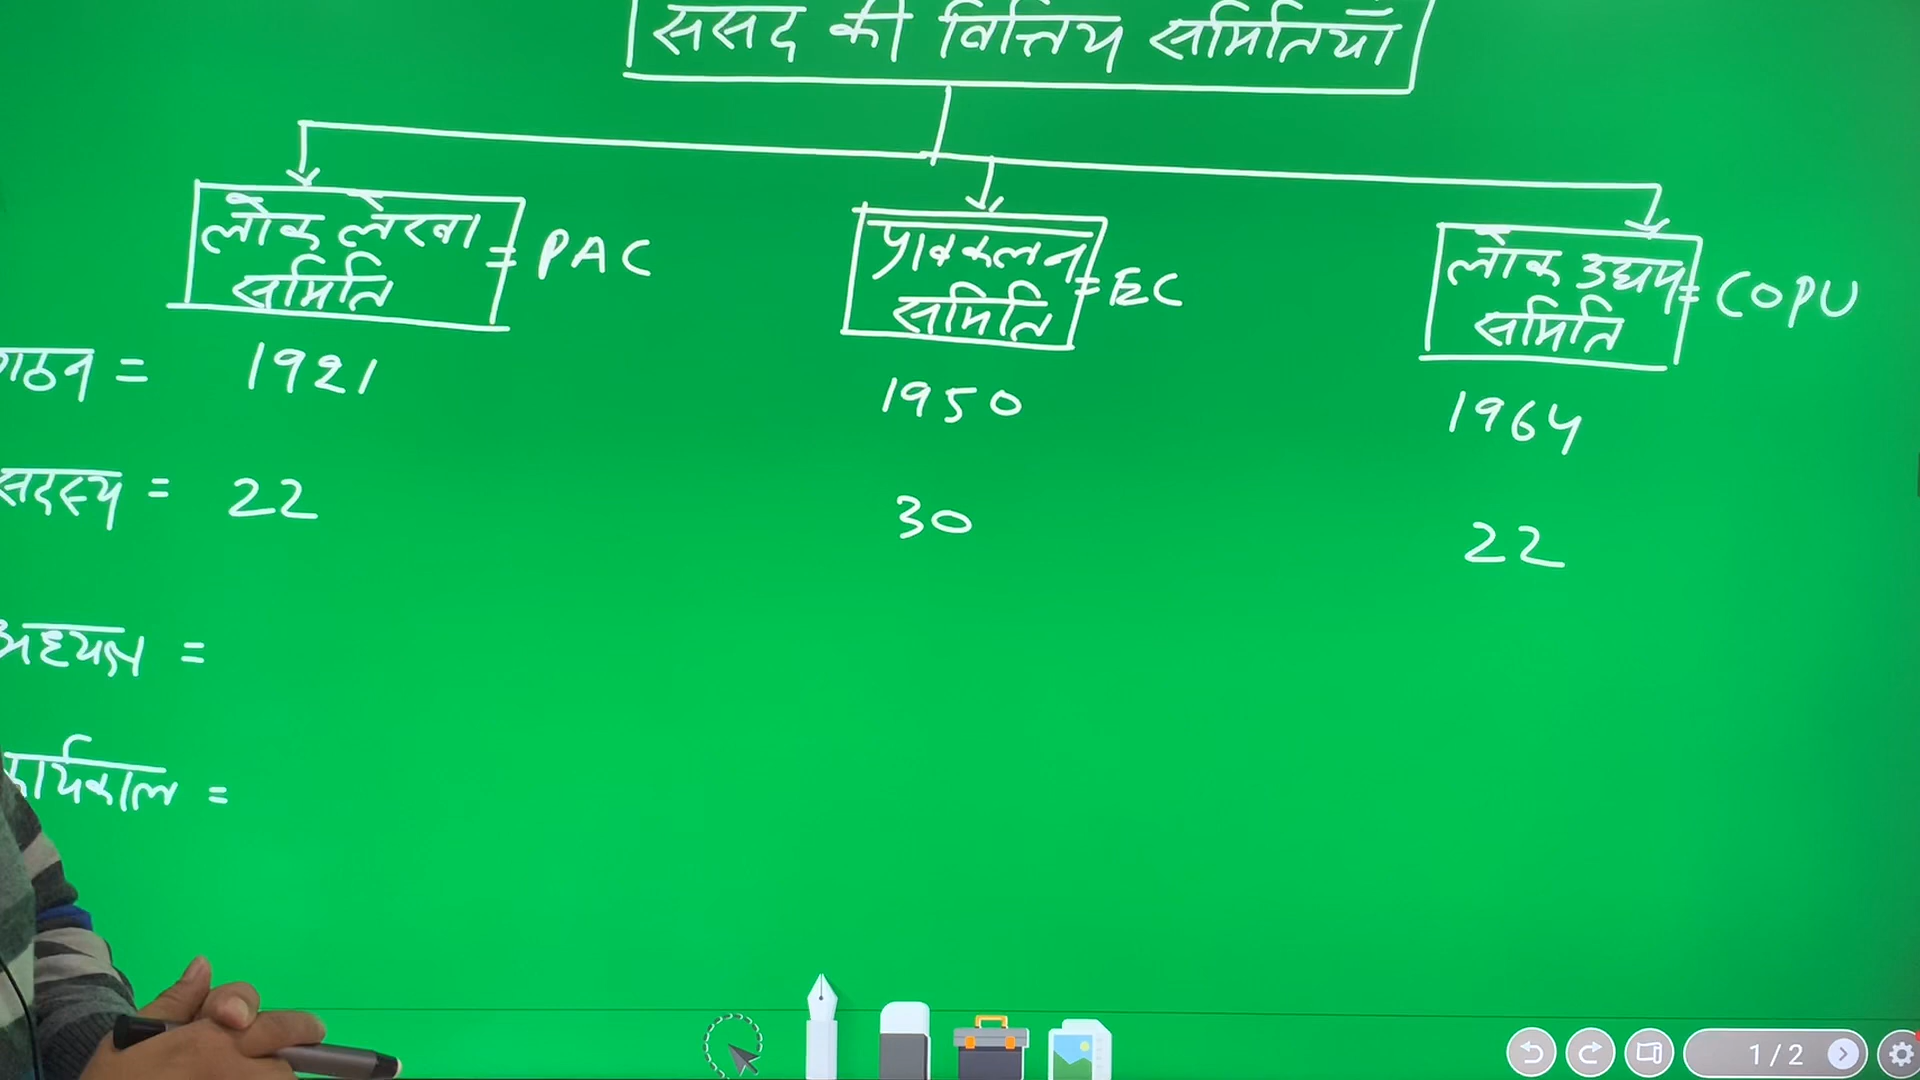 संसद की वित्तिय समितियाँ
लोक लेखा
समिति
= PAC
प्राक्कलन
समिति
= EC
लोक उद्यम
समिति
= COPU
गठन = 1921 1950 1964
सदस्य = 22 30 22
अध्यक्ष =
कार्यकाल =
1/2